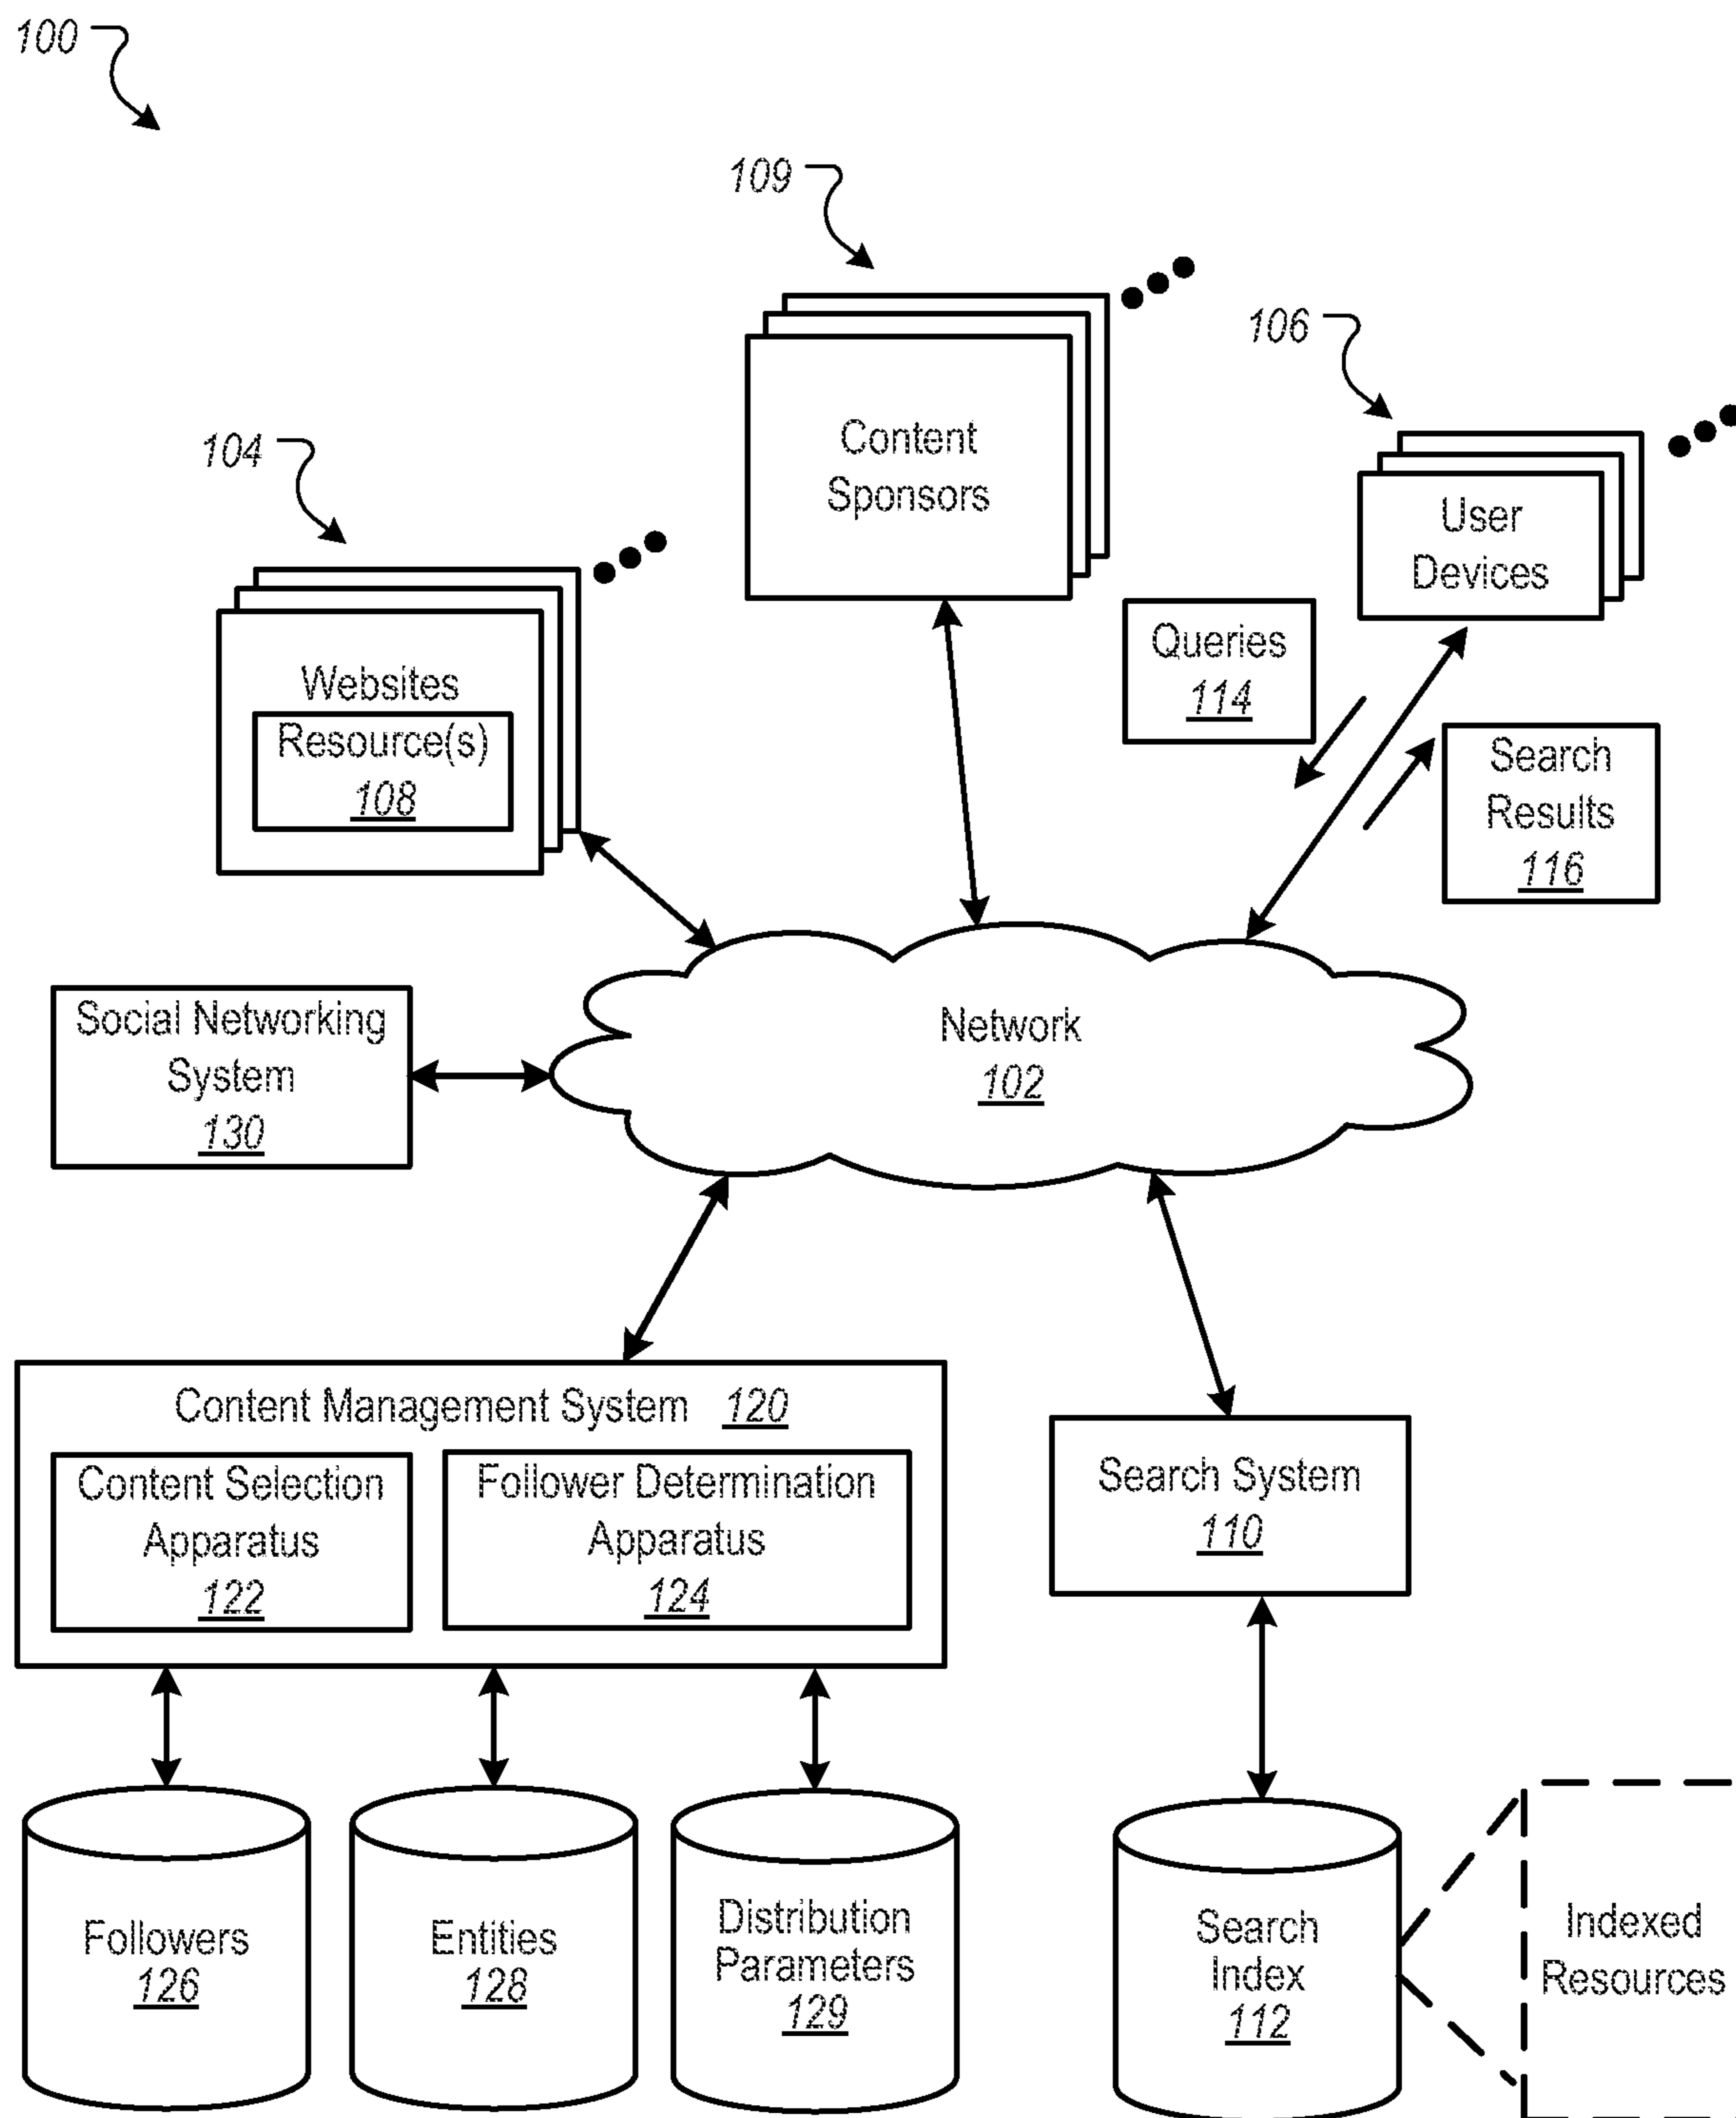 100
109
106
104
Content
Sponsors
User
Devices
Queries
114
Websites
Resource(s)
108
Search
Results
116
Social Networking
System
130
Network
102
Content Management System 120
Content Selection
Apparatus
122
Follower Determination
Apparatus
124
Search System
110
Followers
126
Entities
128
Distribution
Parameters
129
Search
Index
112
Indexed
Resources